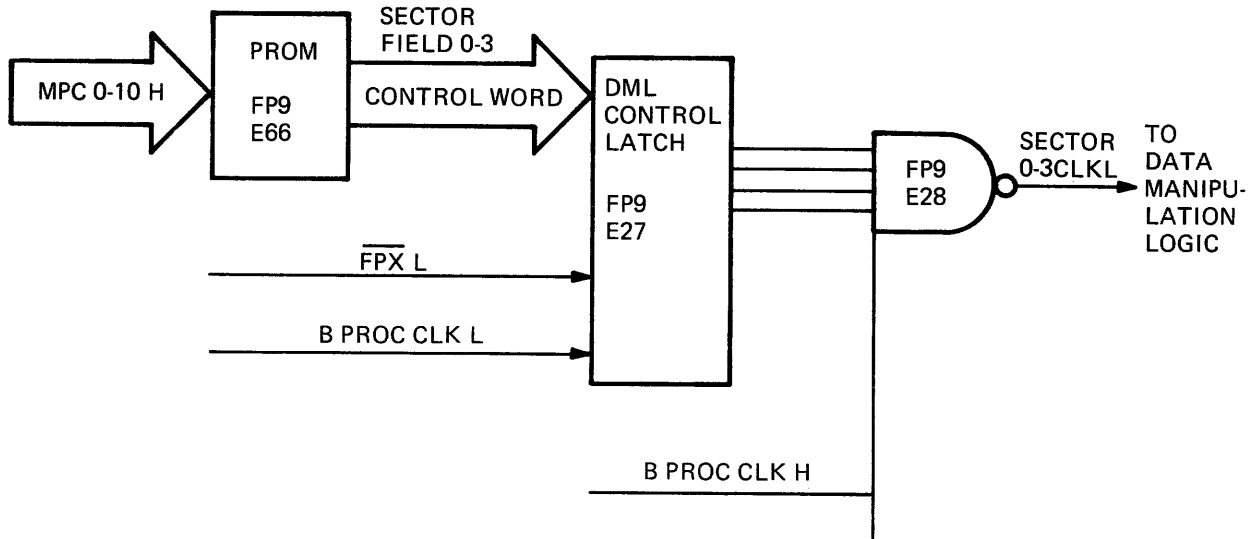 MPC 0-10 H
PROM
FP9
E66
SECTOR
FIELD 0-3
CONTROL WORD
DML
CONTROL
LATCH
FP9
E27
FPX L
B PROC CLK L
FP9
E28
SECTOR
0-3CLKL
TO
DATA
MANIPU-
LATION
LOGIC
B PROC CLK H